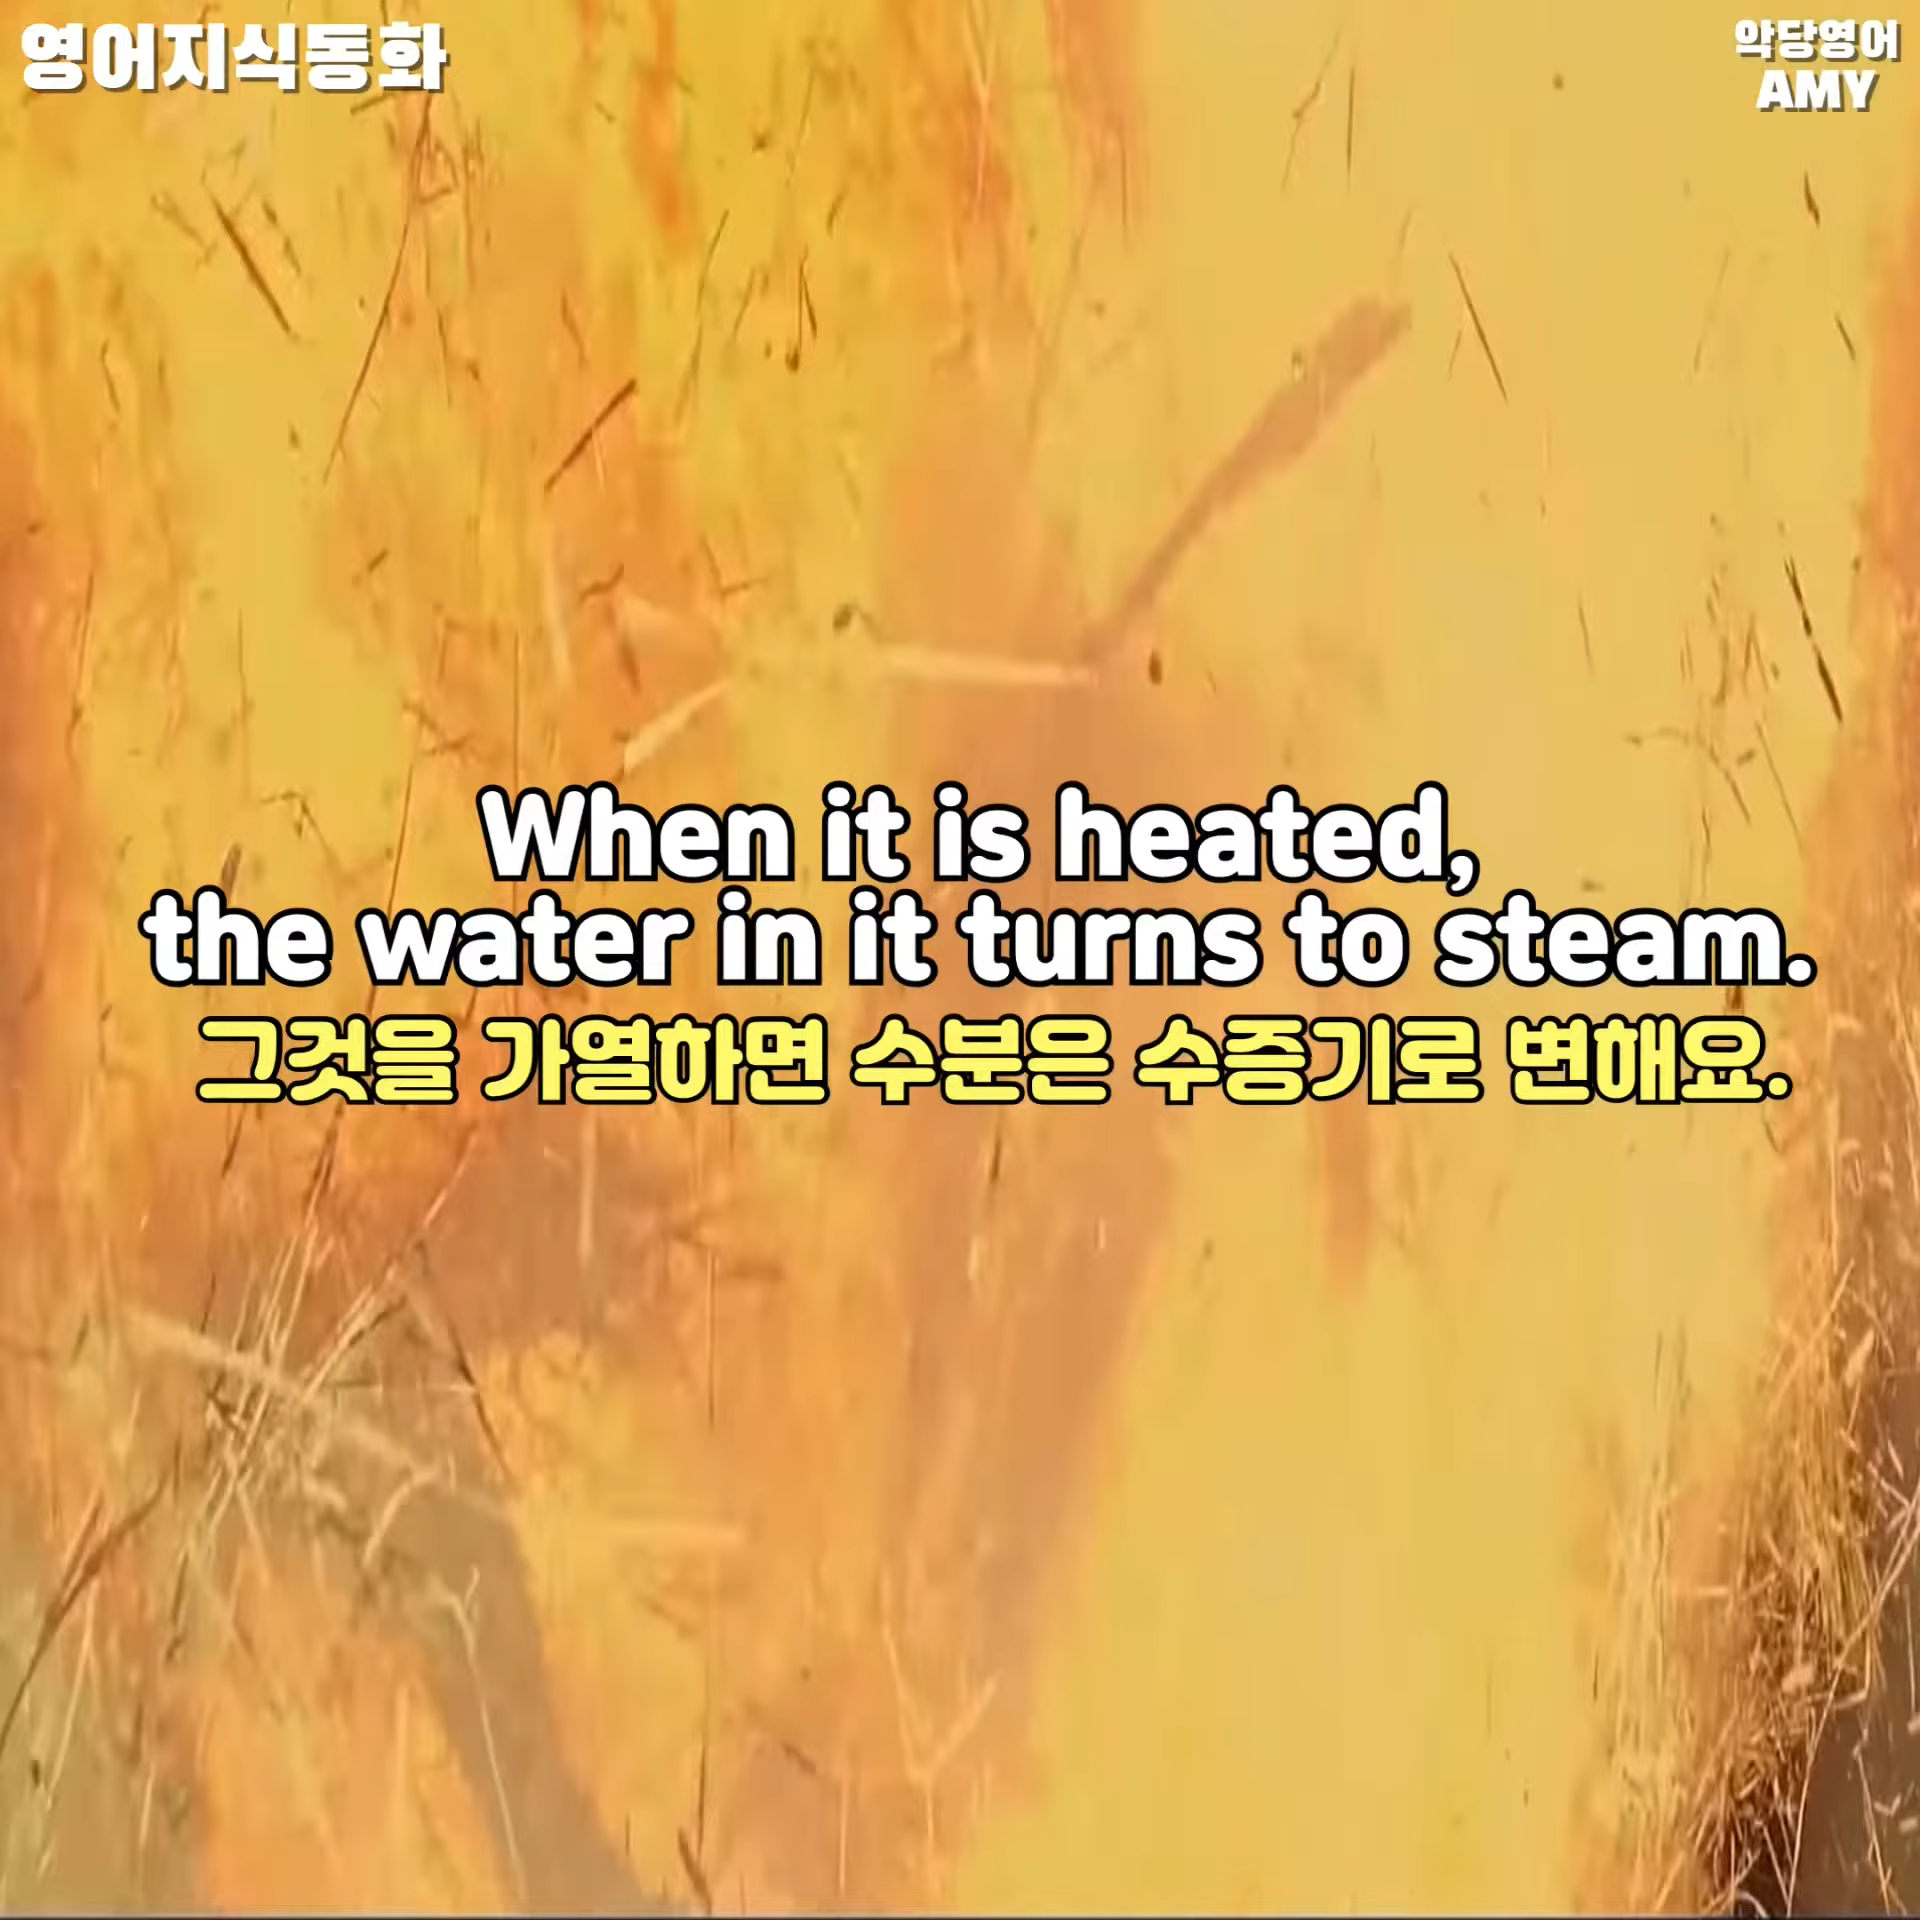 영어지식동화
악당영어
AMY
When it is heated,
the water in it turns to steam.
그것을 가열하면 수분은 수증기로 변해요.